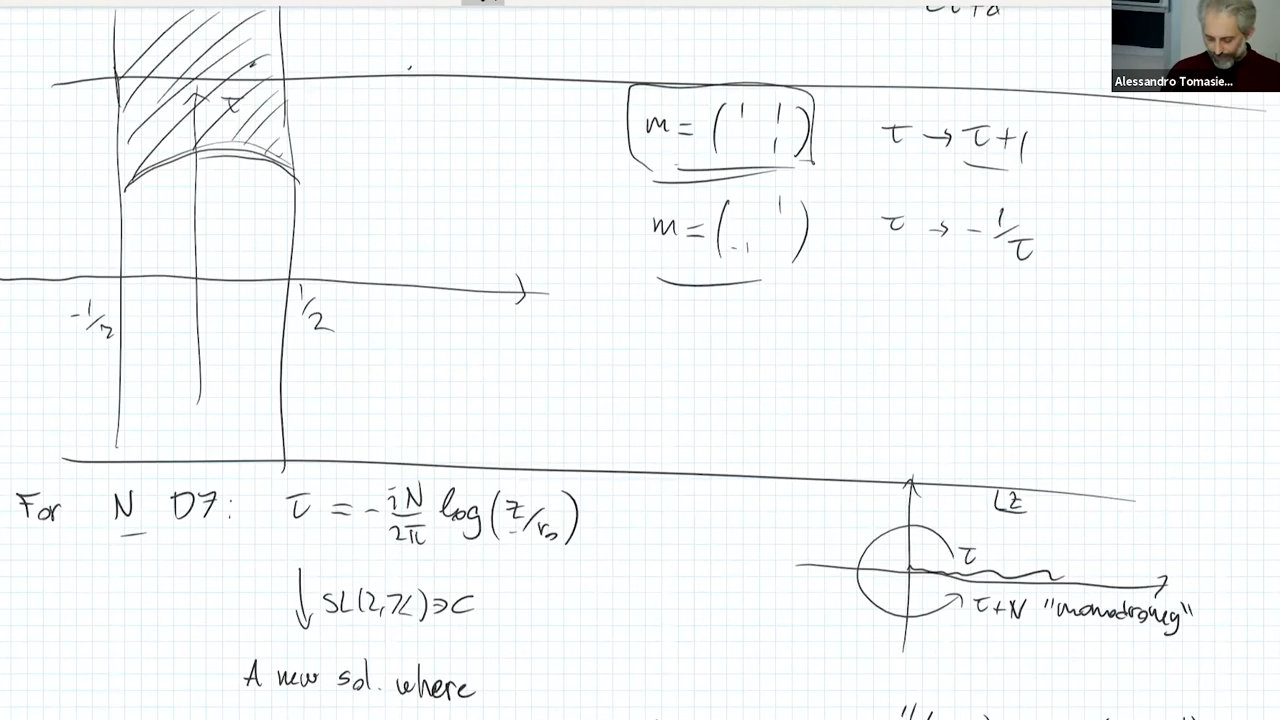 Alessandro Tomasie...
τ
m = ( 1 1 1 ) τ → τ+1
m = ( 1 -1 ) τ → - 1/τ
-1/2 1/2
For N D7: τ = - iN/2π log(z/r₀)
z
τ
SL(2,ℤ)∋C
τ+N "monodromy"
A new sol. where